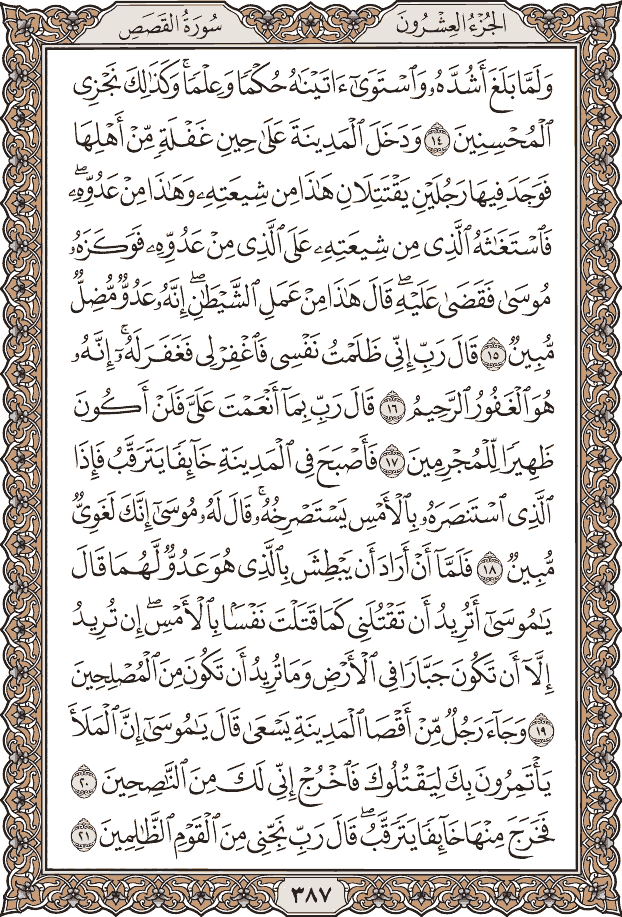 الجُزْءُ العِشْرُونَ
سُورَةُ القَصَصِ
وَلَمَّا بَلَغَ أَشُدَّهُۥ وَٱسْتَوَىٰٓ ءَاتَيْنَٰهُ حُكْمًا وَعِلْمًاۚ وَكَذَٰلِكَ نَجْزِى
ٱلْمُحْسِنِينَ ١٤ وَدَخَلَ ٱلْمَدِينَةَ عَلَىٰ حِينِ غَفْلَةٍ مِّنْ أَهْلِهَا
فَوَجَدَ فِيهَا رَجُلَيْنِ يَقْتَتِلَانِ هَٰذَا مِن شِيعَتِهِۦ وَهَٰذَا مِنْ عَدُوِّهِۦۖ
فَٱسْتَغَٰثَهُ ٱلَّذِى مِن شِيعَتِهِۦ عَلَى ٱلَّذِى مِنْ عَدُوِّهِۦ فَوَكَزَهُۥ
مُوسَىٰ فَقَضَىٰ عَلَيْهِۖ قَالَ هَٰذَا مِنْ عَمَلِ ٱلشَّيْطَٰنِۖ إِنَّهُۥ عَدُوٌّ مُّضِلٌّ
مُّبِينٌ ١٥ قَالَ رَبِّ إِنِّى ظَلَمْتُ نَفْسِى فَٱغْفِرْ لِى فَغَفَرَ لَهُۥٓۚ إِنَّهُۥ
هُوَ ٱلْغَفُورُ ٱلرَّحِيمُ ١٦ قَالَ رَبِّ بِمَآ أَنْعَمْتَ عَلَىَّ فَلَنْ أَكُونَ
ظَهِيرًا لِّلْمُجْرِمِينَ ١٧ فَأَصْبَحَ فِى ٱلْمَدِينَةِ خَآئِفًا يَتَرَقَّبُ فَإِذَا
ٱلَّذِى ٱسْتَنصَرَهُۥ بِٱلْأَمْسِ يَسْتَصْرِخُهُۥۚ قَالَ لَهُۥ مُوسَىٰٓ إِنَّكَ لَغَوِىٌّ
مُّبِينٌ ١٨ فَلَمَّآ أَنْ أَرَادَ أَن يَبْطِشَ بِٱلَّذِى هُوَ عَدُوٌّ لَّهُمَا قَالَ
يَٰمُوسَىٰٓ أَتُرِيدُ أَن تَقْتُلَنِى كَمَا قَتَلْتَ نَفْسًۢا بِٱلْأَمْسِۖ إِن تُرِيدُ
إِلَّآ أَن تَكُونَ جَبَّارًا فِى ٱلْأَرْضِ وَمَا تُرِيدُ أَن تَكُونَ مِنَ ٱلْمُصْلِحِينَ
١٩ وَجَآءَ رَجُلٌ مِّنْ أَقْصَا ٱلْمَدِينَةِ يَسْعَىٰ قَالَ يَٰمُوسَىٰٓ إِنَّ ٱلْمَلَأَ
يَأْتَمِرُونَ بِكَ لِيَقْتُلُوكَ فَٱخْرُجْ إِنِّى لَكَ مِنَ ٱلنَّٰصِحِينَ ٢٠
فَخَرَجَ مِنْهَا خَآئِفًا يَتَرَقَّبُۖ قَالَ رَبِّ نَجِّنِى مِنَ ٱلْقَوْمِ ٱلظَّٰلِمِينَ ٢١
٣٨٧